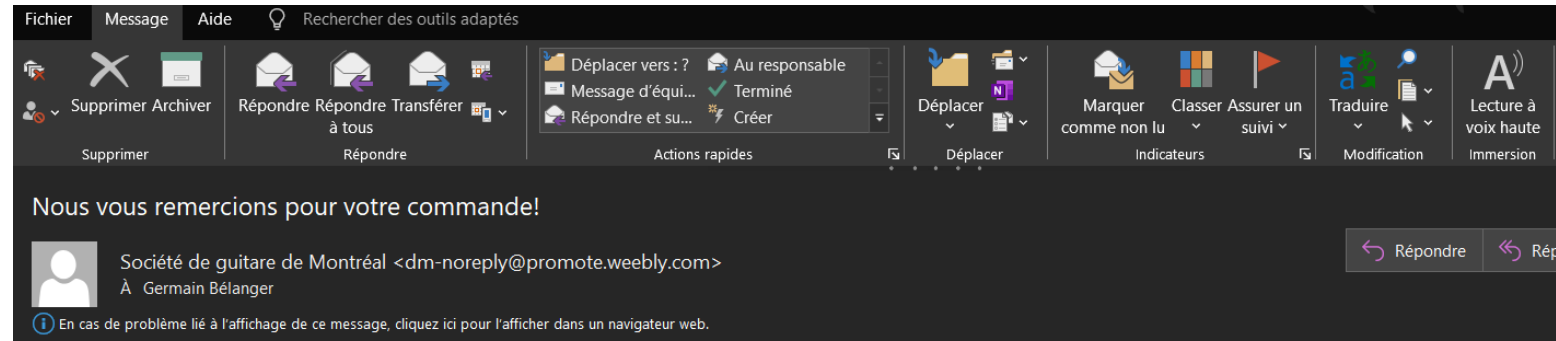 Fichier Message Aide Rechercher des outils adaptés
Supprimer Archiver
Répondre Répondre à tous Transférer
Déplacer vers : ? Au responsable
Message d'équi... Terminé
Répondre et su... Créer
Déplacer
N
Marquer comme non lu Classer Assurer un suivi
Traduire
Lecture à voix haute
Supprimer Répondre Actions rapides Déplacer Indicateurs Modification Immersion
Nous vous remercions pour votre commande!
Société de guitare de Montréal <dm-noreply@promote.weebly.com>
À Germain Bélanger
Répondre Rép
En cas de problème lié à l'affichage de ce message, cliquez ici pour l'afficher dans un navigateur web.